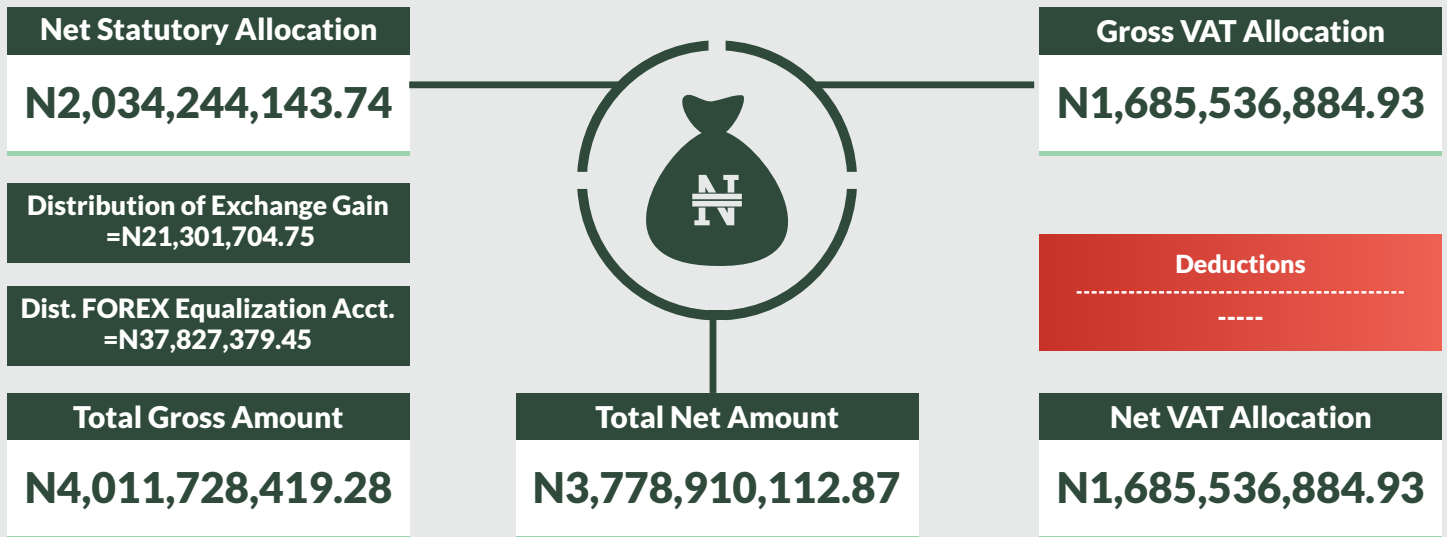 Net Statutory Allocation
N2,034,244,143.74
Distribution of Exchange Gain
=N21,301,704.75
Dist. FOREX Equalization Acct.
=N37,827,379.45
Total Gross Amount
N4,011,728,419.28
₦
Total Net Amount
N3,778,910,112.87
Gross VAT Allocation
N1,685,536,884.93
Deductions
--------------------------------------------
-----
Net VAT Allocation
N1,685,536,884.93